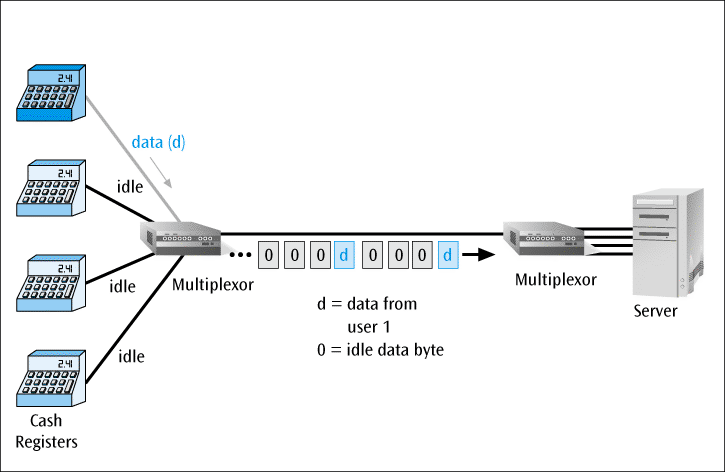 2.41
data (d)
2.41
idle
2.41
idle
2.41
idle
Cash
Registers
Multiplexor
... 0 0 0 d 0 0 0 d
d = data from
user 1
0 = idle data byte
Multiplexor
Server